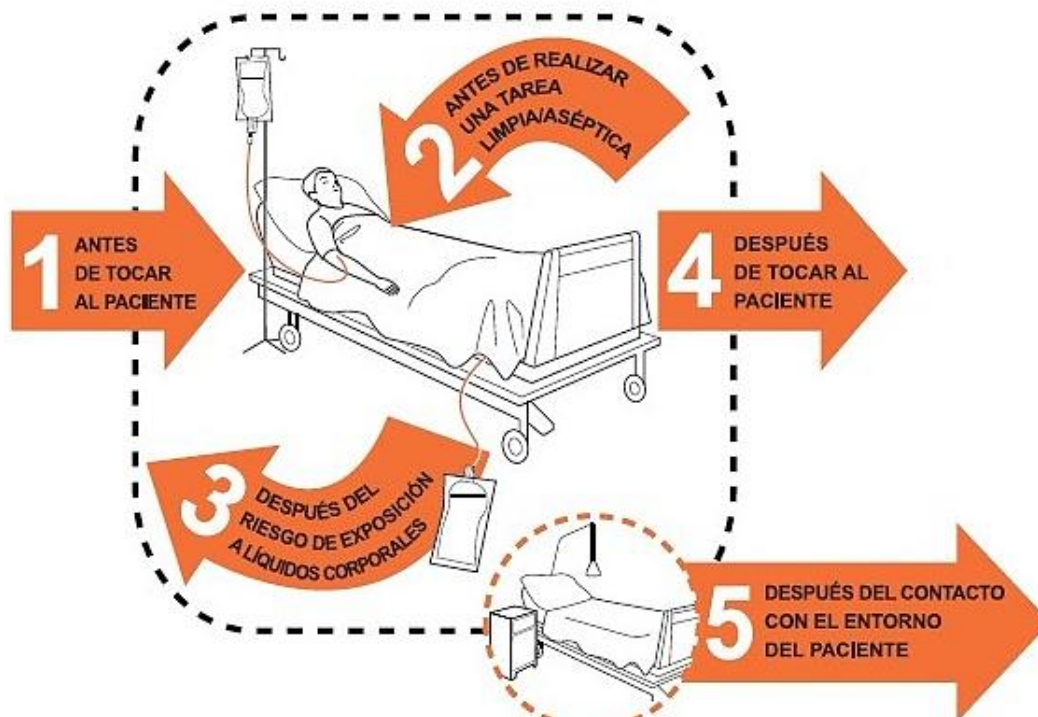 1
ANTES
DE TOCAR
AL PACIENTE
2
ANTES DE REALIZAR
UNA TAREA
LIMPIA/ASÉPTICA
3
DESPUÉS DEL
RIESGO DE EXPOSICIÓN
A LÍQUIDOS CORPORALES
4
DESPUÉS
DE TOCAR AL
PACIENTE
5
DESPUÉS DEL CONTACTO
CON EL ENTORNO
DEL PACIENTE